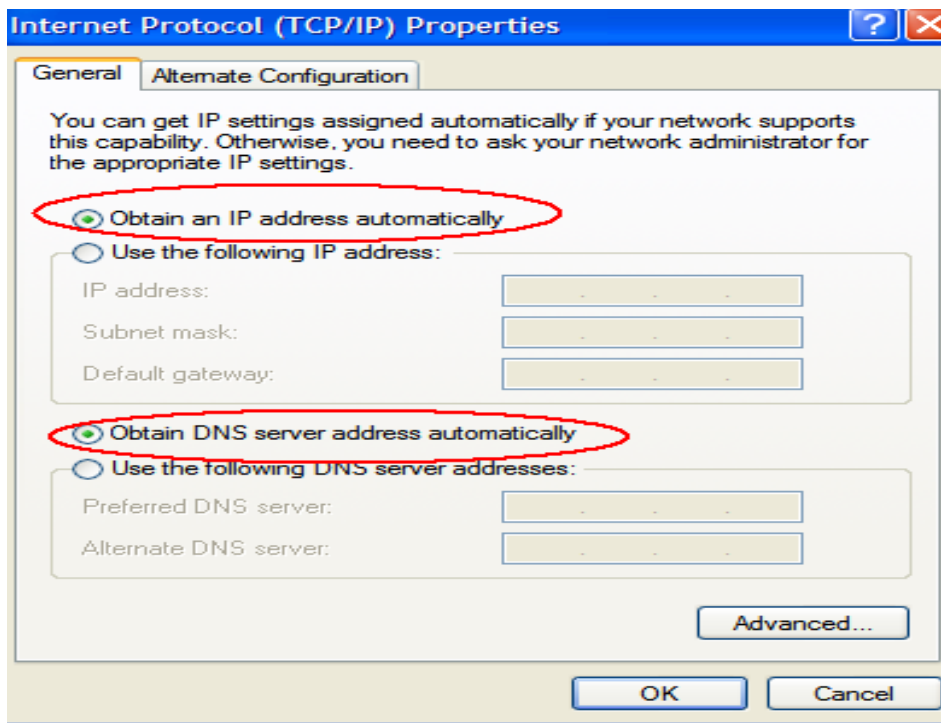 Internet Protocol (TCP/IP) Properties
General
Alternate Configuration
You can get IP settings assigned automatically if your network supports
this capability. Otherwise, you need to ask your network administrator for
the appropriate IP settings.
Obtain an IP address automatically
Use the following IP address:
IP address:
Subnet mask:
Default gateway:
Obtain DNS server address automatically
Use the following DNS server addresses:
Preferred DNS server:
Alternate DNS server:
Advanced...
OK
Cancel